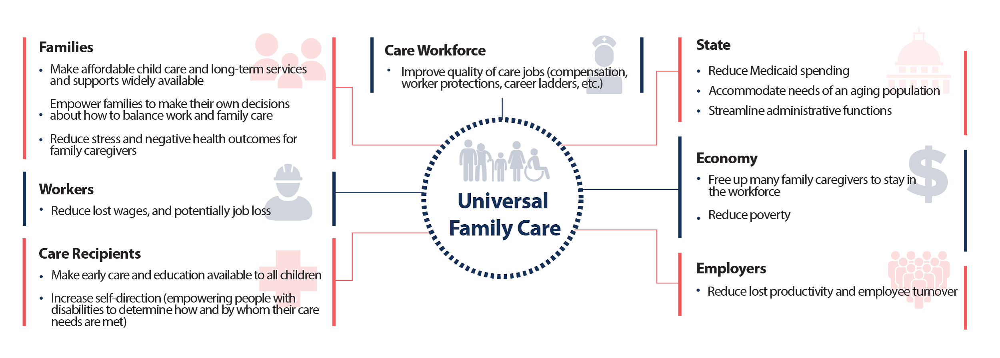 Families
• Make affordable child care and long-term services
and supports widely available
Empower families to make their own decisions
• about how to balance work and family care
• Reduce stress and negative health outcomes for
family caregivers
Workers
• Reduce lost wages, and potentially job loss
Care Recipients
• Make early care and education available to all children
• Increase self-direction (empowering people with
disabilities to determine how and by whom their care
needs are met)
Care Workforce
• Improve quality of care jobs (compensation,
worker protections, career ladders, etc.)
Universal
Family Care
State
• Reduce Medicaid spending
• Accommodate needs of an aging population
• Streamline administrative functions
Economy
• Free up many family caregivers to stay in
the workforce
• Reduce poverty
Employers
• Reduce lost productivity and employee turnover